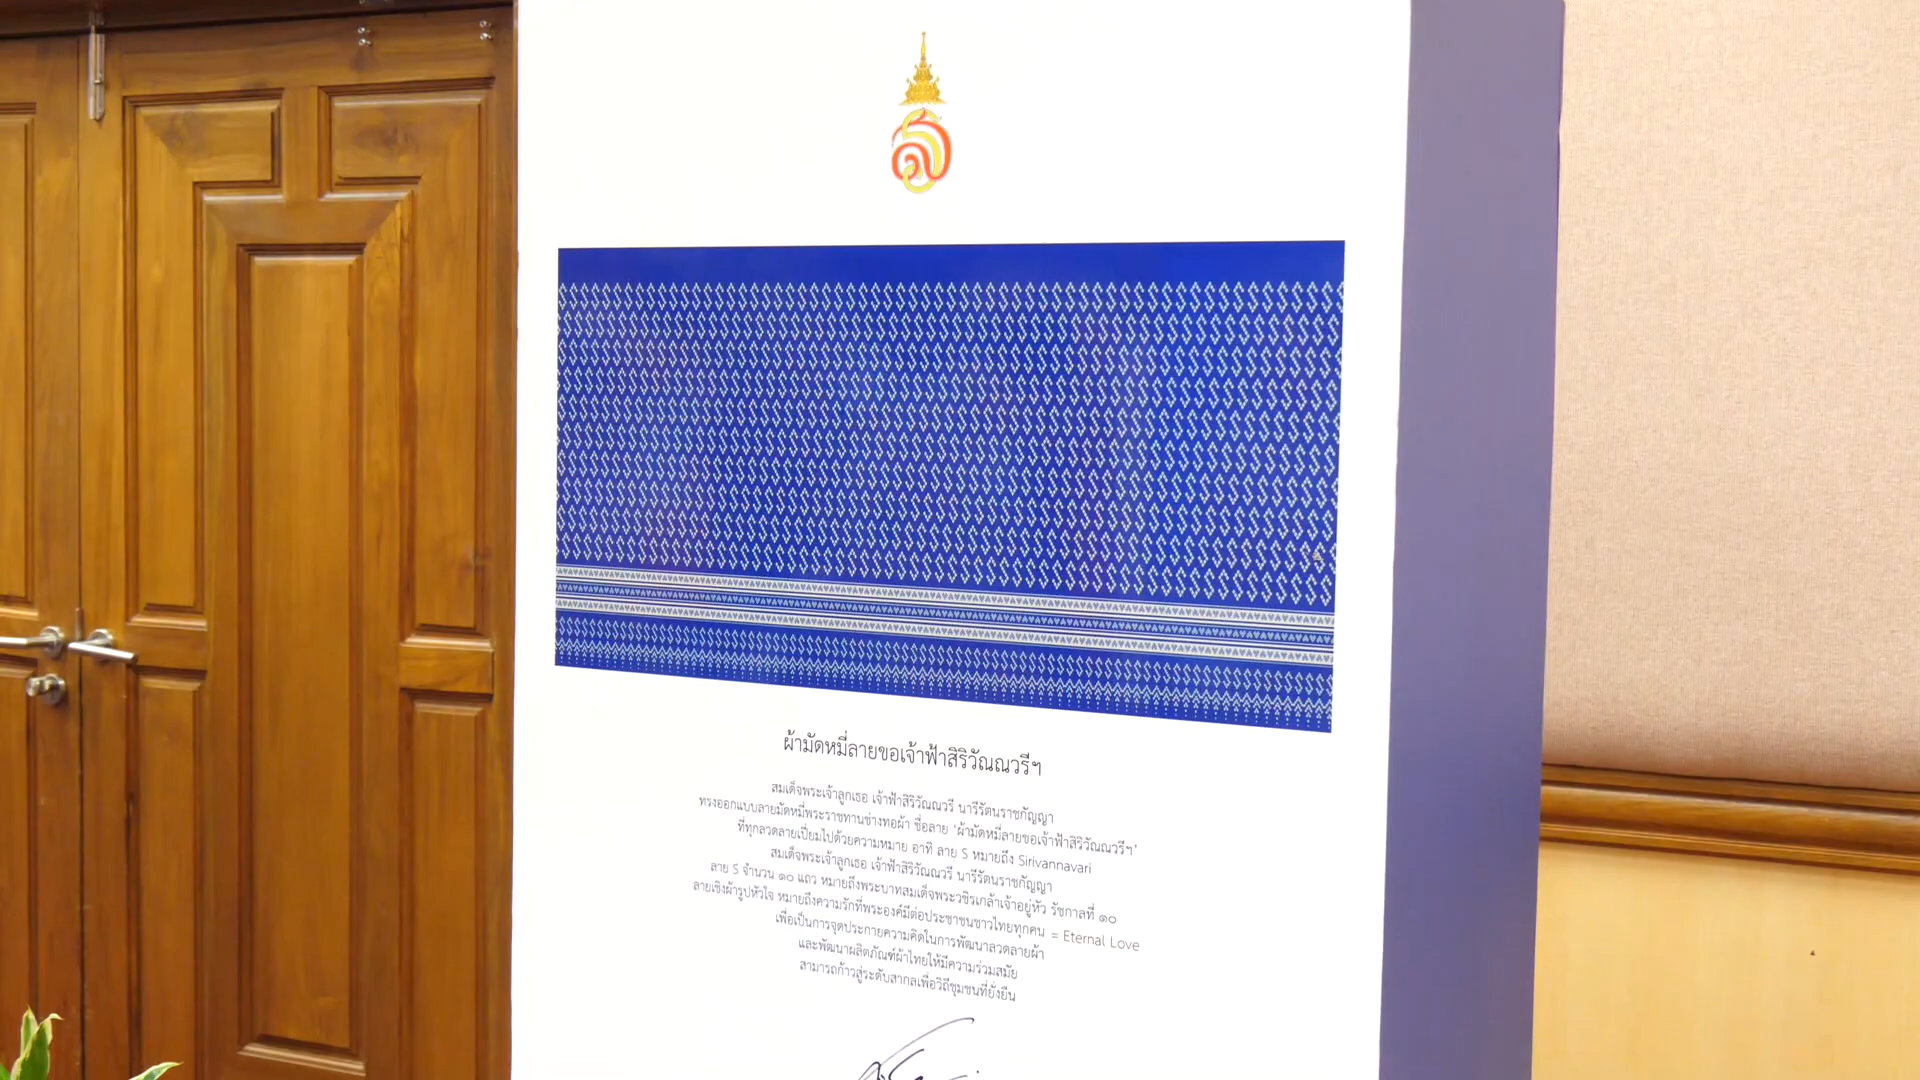 ผ้ามัดหมี่ลายขอเจ้าฟ้าสิริวัณณวรีฯ
สมเด็จพระเจ้าลูกเธอ เจ้าฟ้าสิริวัณณวรี นารีรัตนราชกัญญา
ทรงออกแบบลายมัดหมี่พระราชทานช่างทอผ้า ชื่อลาย ‘ผ้ามัดหมี่ลายขอเจ้าฟ้าสิริวัณณวรีฯ’
ที่ทุกลวดลายเปี่ยมไปด้วยความหมาย อาทิ ลาย S หมายถึง Sirivannavari
สมเด็จพระเจ้าลูกเธอ เจ้าฟ้าสิริวัณณวรี นารีรัตนราชกัญญา
ลาย S จำนวน ๑๐ แถว หมายถึงพระบาทสมเด็จพระวชิรเกล้าเจ้าอยู่หัว รัชกาลที่ ๑๐
ลายเชิงผ้ารูปหัวใจ หมายถึงความรักที่พระองค์มีต่อประชาชนชาวไทยทุกคน = Eternal Love
เพื่อเป็นการจุดประกายความคิดในการพัฒนาลวดลายผ้า
และพัฒนาผลิตภัณฑ์ผ้าไทยให้มีความร่วมสมัย
สามารถก้าวสู่ระดับสากลเพื่อวิถีชุมชนที่ยั่งยืน